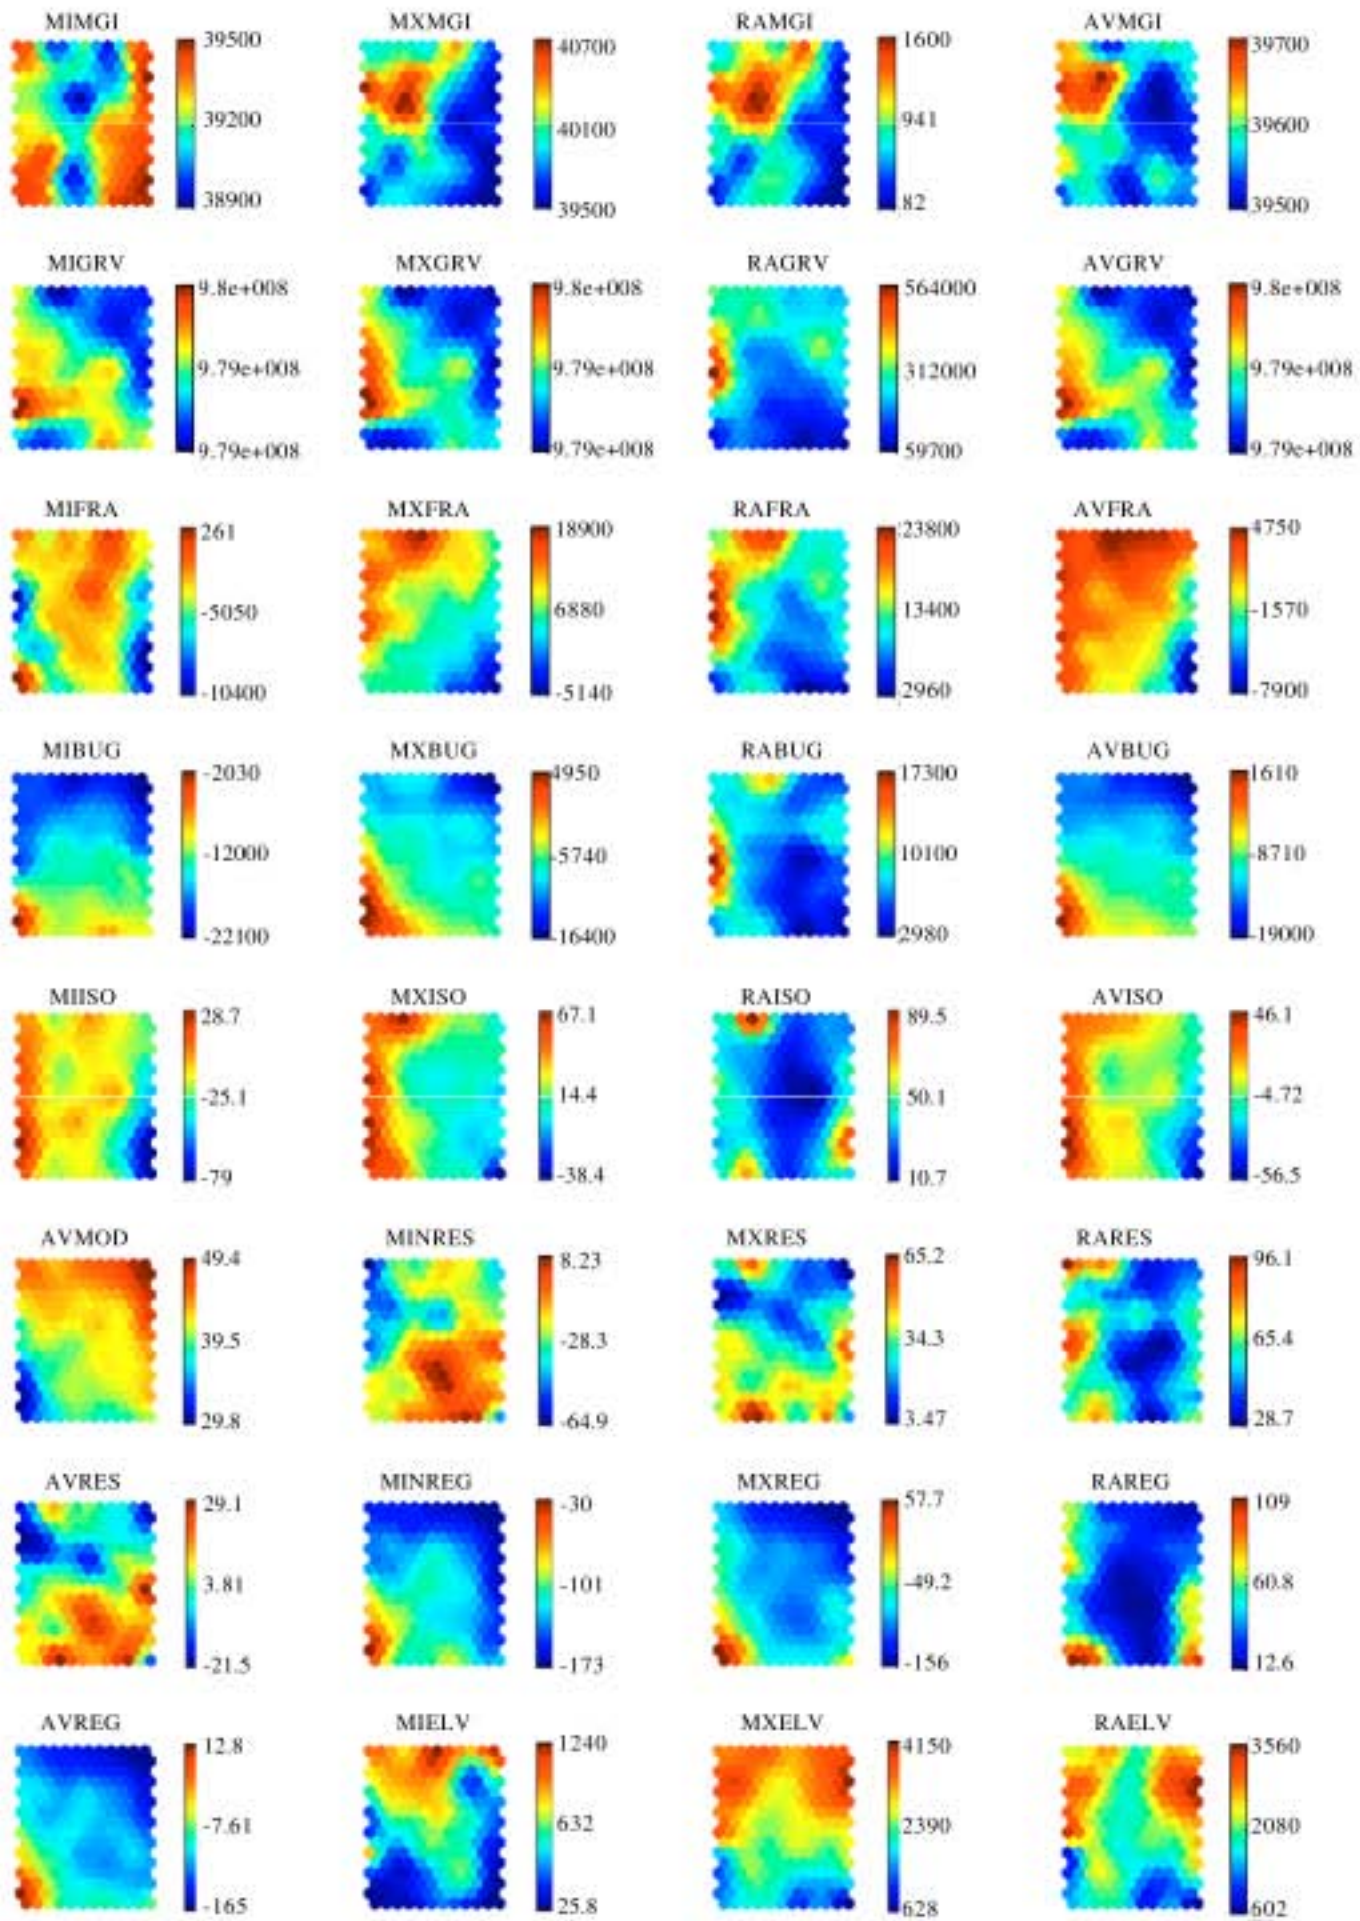 MIMGI MXMGI RAMGI AVMGI
39500 40700 1600 39700
39200 40100 941 39600
38900 39500 82 39500
MIGRV MXGRV RAGRV AVGRV
9.8e+008 9.8e+008 564000 9.8e+008
9.79e+008 9.79e+008 312000 9.79e+008
9.79e+008 9.79e+008 59700 9.79e+008
MIFRA MXFRA RAFRA AVFRA
261 18900 23800 4750
-5050 6880 13400 -1570
-10400 -5140 2960 -7900
MIBUG MXBUG RABUG AVBUG
-2030 4950 17300 1610
-12000 -5740 10100 -8710
-22100 -16400 2980 -19000
MIISO MXISO RAISO AVISO
28.7 67.1 89.5 46.1
-25.1 14.4 50.1 -4.72
-79 -38.4 10.7 -56.5
AVMOD MINRES MXRES RARES
49.4 8.23 65.2 96.1
39.5 -28.3 34.3 65.4
29.8 -64.9 3.47 28.7
AVRES MINREG MXREG RAREG
29.1 -30 57.7 109
3.81 -101 -49.2 60.8
-21.5 -173 -156 12.6
AVREG MIELV MXELV RAELV
12.8 1240 4150 3560
-7.61 632 2390 2080
-165 25.8 628 602